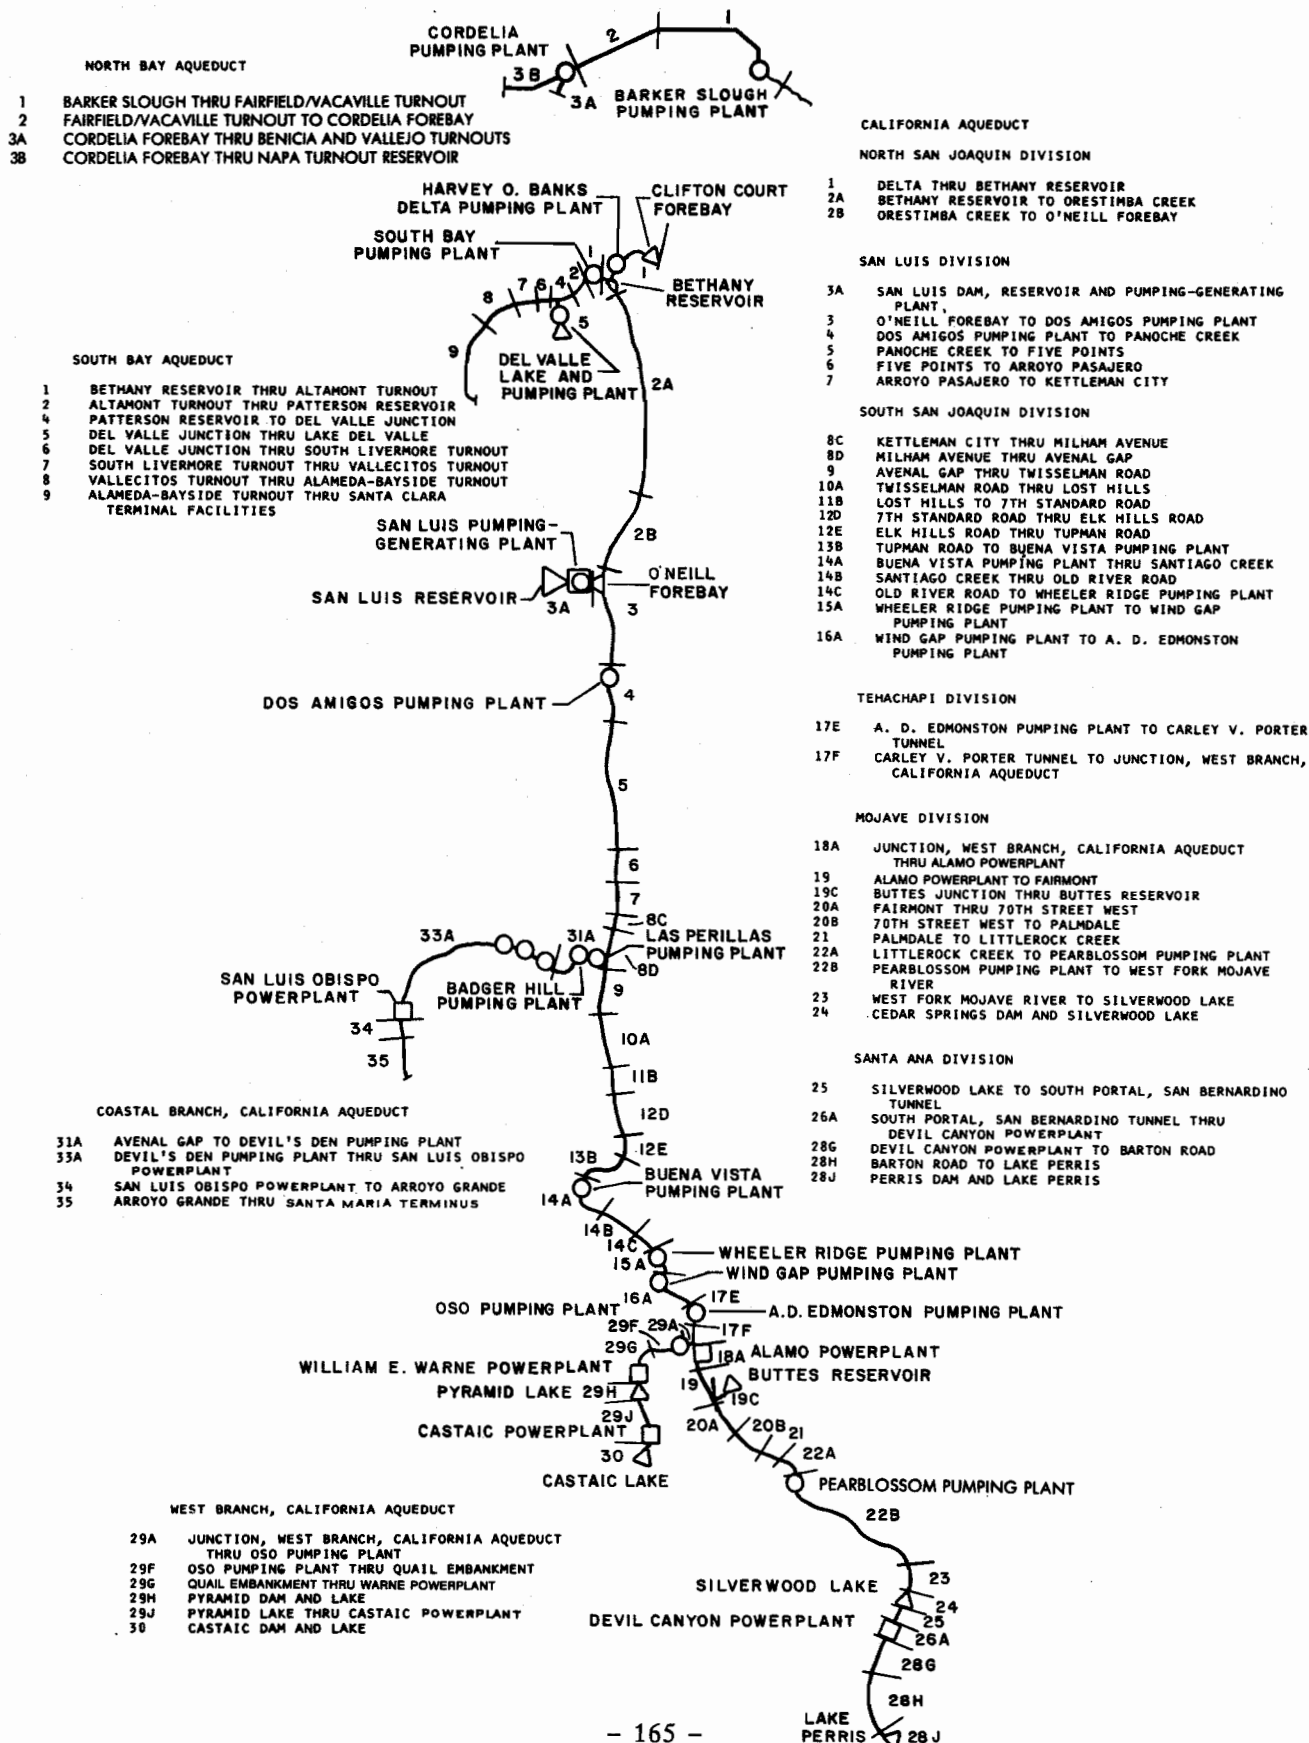 CORDELIA
PUMPING PLANT
2
1
3B
3A
BARKER SLOUGH
PUMPING PLANT
NORTH BAY AQUEDUCT
1 BARKER SLOUGH THRU FAIRFIELD/VACAVILLE TURNOUT
2 FAIRFIELD/VACAVILLE TURNOUT TO CORDELIA FOREBAY
3A CORDELIA FOREBAY THRU BENICIA AND VALLEJO TURNOUTS
3B CORDELIA FOREBAY THRU NAPA TURNOUT RESERVOIR
HARVEY O. BANKS
DELTA PUMPING PLANT
CLIFTON COURT
FOREBAY
SOUTH BAY
PUMPING PLANT
1
1
2
4
6
7
8
9
5
BETHANY
RESERVOIR
DEL VALLE
LAKE AND
PUMPING PLANT
2A
SOUTH BAY AQUEDUCT
1 BETHANY RESERVOIR THRU ALTAMONT TURNOUT
2 ALTAMONT TURNOUT THRU PATTERSON RESERVOIR
4 PATTERSON RESERVOIR TO DEL VALLE JUNCTION
5 DEL VALLE JUNCTION THRU LAKE DEL VALLE
6 DEL VALLE JUNCTION THRU SOUTH LIVERMORE TURNOUT
7 SOUTH LIVERMORE TURNOUT THRU VALLECITOS TURNOUT
8 VALLECITOS TURNOUT THRU ALAMEDA-BAYSIDE TURNOUT
9 ALAMEDA-BAYSIDE TURNOUT THRU SANTA CLARA
TERMINAL FACILITIES
SAN LUIS PUMPING-
GENERATING PLANT
2B
O'NEILL
FOREBAY
SAN LUIS RESERVOIR
3A
3
DOS AMIGOS PUMPING PLANT
4
5
6
7
8C
33A
31A
LAS PERILLAS
PUMPING PLANT
8D
SAN LUIS OBISPO
POWERPLANT
BADGER HILL
PUMPING PLANT
9
34
35
10A
11B
12D
12E
13B
BUENA VISTA
PUMPING PLANT
14A
14B
14C
15A
WHEELER RIDGE PUMPING PLANT
WIND GAP PUMPING PLANT
16A
17E
OSO PUMPING PLANT
A.D. EDMONSTON PUMPING PLANT
29F
29A
17F
29G
18A
ALAMO POWERPLANT
WILLIAM E. WARNE POWERPLANT
BUTTES RESERVOIR
PYRAMID LAKE
29H
19
19C
29J
20A
20B
21
CASTAIC POWERPLANT
30
22A
CASTAIC LAKE
PEARBLOSSOM PUMPING PLANT
22B
SILVERWOOD LAKE
23
24
DEVIL CANYON POWERPLANT
25
26A
28G
28H
LAKE
PERRIS
28J
COASTAL BRANCH, CALIFORNIA AQUEDUCT
31A AVENAL GAP TO DEVIL'S DEN PUMPING PLANT
33A DEVIL'S DEN PUMPING PLANT THRU SAN LUIS OBISPO
POWERPLANT
34 SAN LUIS OBISPO POWERPLANT TO ARROYO GRANDE
35 ARROYO GRANDE THRU SANTA MARIA TERMINUS
WEST BRANCH, CALIFORNIA AQUEDUCT
29A JUNCTION, WEST BRANCH, CALIFORNIA AQUEDUCT
THRU OSO PUMPING PLANT
29F OSO PUMPING PLANT THRU QUAIL EMBANKMENT
29G QUAIL EMBANKMENT THRU WARNE POWERPLANT
29H PYRAMID DAM AND LAKE
29J PYRAMID LAKE THRU CASTAIC POWERPLANT
30 CASTAIC DAM AND LAKE
CALIFORNIA AQUEDUCT
NORTH SAN JOAQUIN DIVISION
1 DELTA THRU BETHANY RESERVOIR
2A BETHANY RESERVOIR TO ORESTIMBA CREEK
2B ORESTIMBA CREEK TO O'NEILL FOREBAY
SAN LUIS DIVISION
3A SAN LUIS DAM, RESERVOIR AND PUMPING-GENERATING
PLANT,
3 O'NEILL FOREBAY TO DOS AMIGOS PUMPING PLANT
4 DOS AMIGOS PUMPING PLANT TO PANOCHE CREEK
5 PANOCHE CREEK TO FIVE POINTS
6 FIVE POINTS TO ARROYO PASAJERO
7 ARROYO PASAJERO TO KETTLEMAN CITY
SOUTH SAN JOAQUIN DIVISION
8C KETTLEMAN CITY THRU MILHAM AVENUE
8D MILHAM AVENUE THRU AVENAL GAP
9 AVENAL GAP THRU TWISSELMAN ROAD
10A TWISSELMAN ROAD THRU LOST HILLS
11B LOST HILLS TO 7TH STANDARD ROAD
12D 7TH STANDARD ROAD THRU ELK HILLS ROAD
12E ELK HILLS ROAD THRU TUPMAN ROAD
13B TUPMAN ROAD TO BUENA VISTA PUMPING PLANT
14A BUENA VISTA PUMPING PLANT THRU SANTIAGO CREEK
14B SANTIAGO CREEK THRU OLD RIVER ROAD
14C OLD RIVER ROAD TO WHEELER RIDGE PUMPING PLANT
15A WHEELER RIDGE PUMPING PLANT TO WIND GAP
PUMPING PLANT
16A WIND GAP PUMPING PLANT TO A. D. EDMONSTON
PUMPING PLANT
TEHACHAPI DIVISION
17E A. D. EDMONSTON PUMPING PLANT TO CARLEY V. PORTER
TUNNEL
17F CARLEY V. PORTER TUNNEL TO JUNCTION, WEST BRANCH,
CALIFORNIA AQUEDUCT
MOJAVE DIVISION
18A JUNCTION, WEST BRANCH, CALIFORNIA AQUEDUCT
THRU ALAMO POWERPLANT
19 ALAMO POWERPLANT TO FAIRMONT
19C BUTTES JUNCTION THRU BUTTES RESERVOIR
20A FAIRMONT THRU 70TH STREET WEST
20B 70TH STREET WEST TO PALMDALE
21 PALMDALE TO LITTLEROCK CREEK
22A LITTLEROCK CREEK TO PEARBLOSSOM PUMPING PLANT
22B PEARBLOSSOM PUMPING PLANT TO WEST FORK MOJAVE
RIVER
23 WEST FORK MOJAVE RIVER TO SILVERWOOD LAKE
24 CEDAR SPRINGS DAM AND SILVERWOOD LAKE
SANTA ANA DIVISION
25 SILVERWOOD LAKE TO SOUTH PORTAL, SAN BERNARDINO
TUNNEL
26A SOUTH PORTAL, SAN BERNARDINO TUNNEL THRU
DEVIL CANYON POWERPLANT
28G DEVIL CANYON POWERPLANT TO BARTON ROAD
28H BARTON ROAD TO LAKE PERRIS
28J PERRIS DAM AND LAKE PERRIS
- 165 -